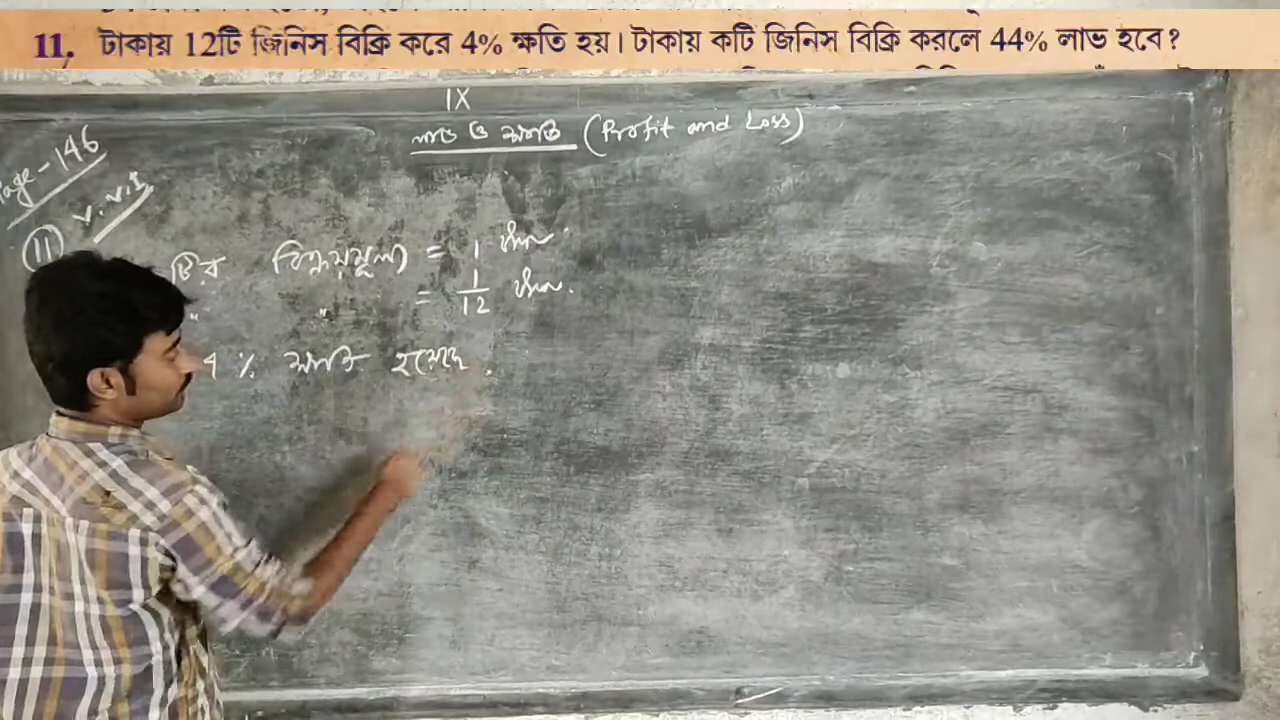 11. টাকায় 12টি জিনিস বিক্রি করে 4% ক্ষতি হয়। টাকায় কটি জিনিস বিক্রি করলে 44% লাভ হবে?
IX
লাভ ও ক্ষতি (Profit and Loss)
Page-146
11 V.V.I
টির বিক্রয়মূল্য = 1 টাকা.
" " = 1/12 টাকা.
4 % ক্ষতি হয়েছে.